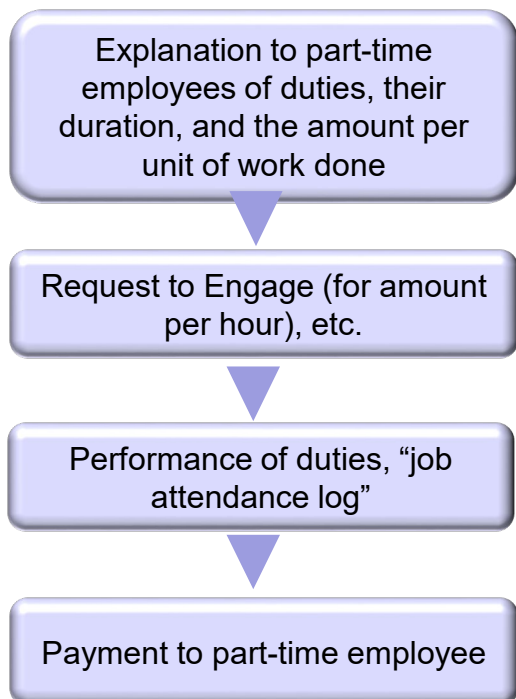 Explanation to part-time
employees of duties, their
duration, and the amount per
unit of work done
Request to Engage (for amount
per hour), etc.
Performance of duties, “job
attendance log”
Payment to part-time employee